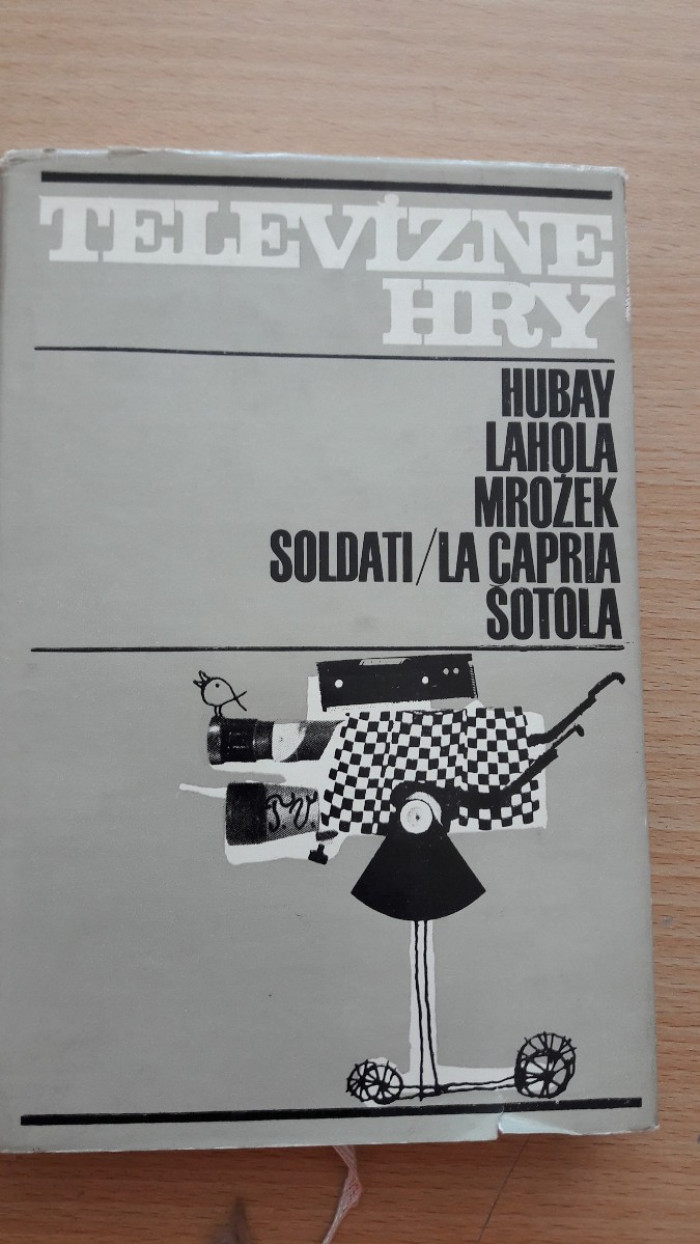 TELEVÍZNE
HRY
HUBAY
LAHOLA
MROŻEK
SOLDATI/LA CAPRIA
ŠOTOLA
T.V.